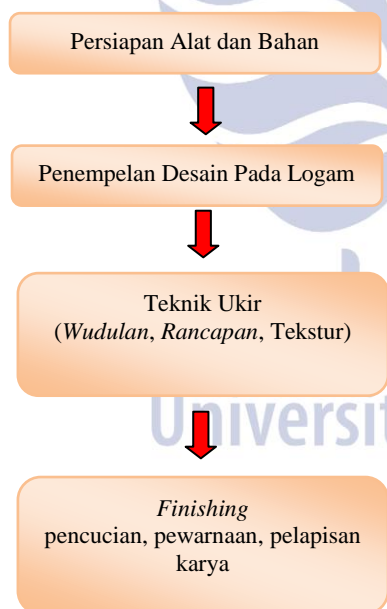 Persiapan Alat dan Bahan
Penempelan Desain Pada Logam
Teknik Ukir
(Wudulan, Rancapan, Tekstur)
Universit
Finishing
pencucian, pewarnaan, pelapisan
karya